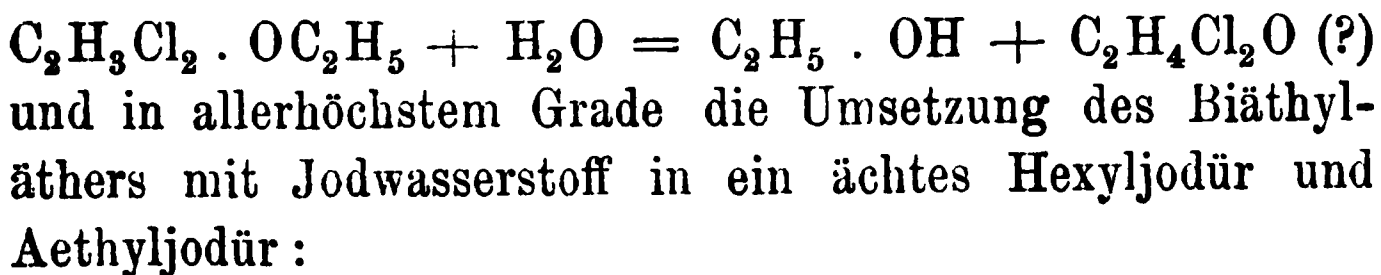 C₂H₃Cl₂ . OC₂H₅ + H₂O = C₂H₅ . OH + C₂H₄Cl₂O (?)
und in allerhöchstem Grade die Umsetzung des Biäthyl-
äthers mit Jodwasserstoff in ein ächtes Hexyljodür und
Aethyljodür :